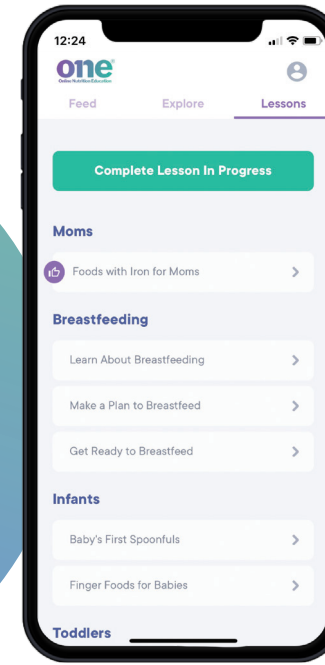 12:24
one
Online Nutrition Education
Feed Explore Lessons
Complete Lesson In Progress
Moms
Foods with Iron for Moms
Breastfeeding
Learn About Breastfeeding
Make a Plan to Breastfeed
Get Ready to Breastfeed
Infants
Baby's First Spoonfuls
Finger Foods for Babies
Toddlers